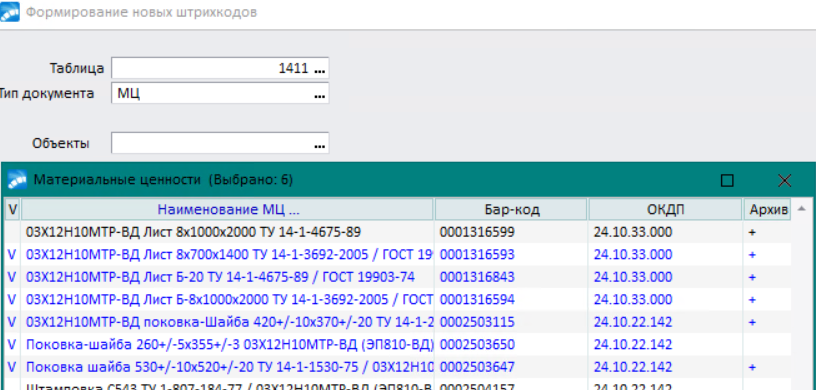 Формирование новых штрихкодов
Таблица 1411 ...
Тип документа МЦ ...
Объекты ...
Материальные ценности (Выбрано: 6)
V Наименование МЦ ... Бар-код ОКДП Архив
03Х12Н10МТР-ВД Лист 8х1000х2000 ТУ 14-1-4675-89 0001316599 24.10.33.000 +
V 03Х12Н10МТР-ВД Лист 8х700х1400 ТУ 14-1-3692-2005 / ГОСТ 19 0001316593 24.10.33.000 +
V 03Х12Н10МТР-ВД Лист Б-20 ТУ 14-1-4675-89 / ГОСТ 19903-74 0001316843 24.10.33.000 +
V 03Х12Н10МТР-ВД Лист Б-8х1000х2000 ТУ 14-1-3692-2005 / ГОСТ 0001316594 24.10.33.000 +
V 03Х12Н10МТР-ВД поковка-Шайба 420+/-10х370+/-20 ТУ 14-1-2 0002503115 24.10.22.142 +
V Поковка-шайба 260+/-5х355+/-3 03Х12Н10МТР-ВД (ЭП810-ВД) 0002503650 24.10.22.142
V Поковка шайба 530+/-10х520+/-20 ТУ 14-1-1530-75 / 03Х12Н10 0002503647 24.10.22.142 +
Штамповка С543 ТУ 1-807-184-77 / 03Х12Н10МТР-ВД (ЭП810-В 0002504157 24.10.22.142